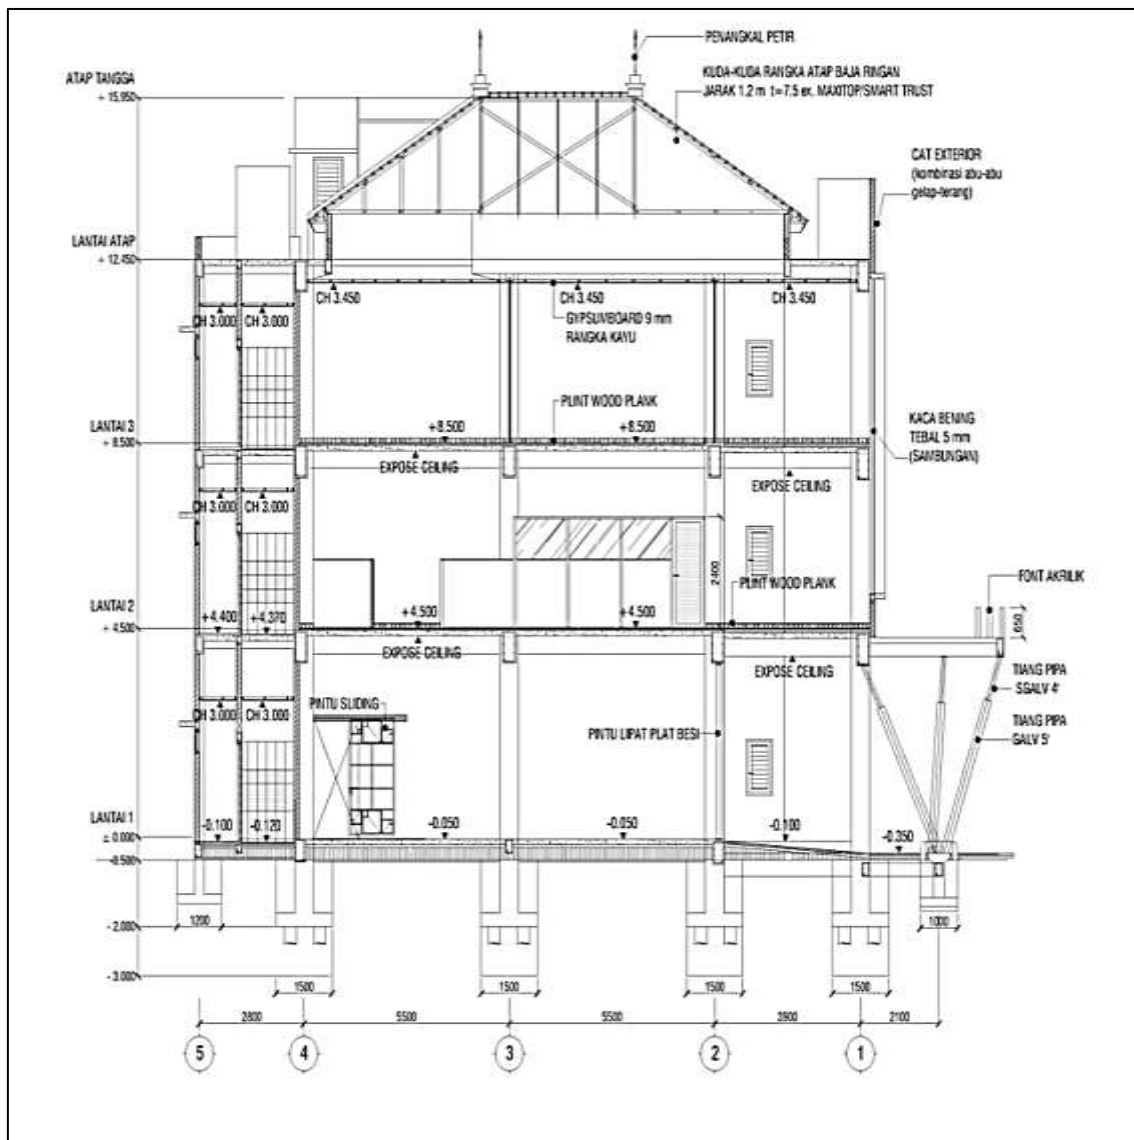 PENANGKAL PETIR
ATAP TANGGA
+ 15.950
KUDA-KUDA RANGKA ATAP BAJA RINGAN
JARAK 1.2 m t=7.5 ex. MAXITOP/SMART TRUST
CAT EXTERIOR
(kombinasi abu-abu
gelap-terang)
LANTAI ATAP
+ 12.450
CH 3.450
CH 3.450
CH 3.450
CH 3.000
CH 3.000
GYPSUMBOARD 9 mm
RANGKA KAYU
PLINT WOOD PLANK
KACA BENING
TEBAL 5 mm
(SAMBUNGAN)
LANTAI 3
+ 8.500
+8.500
+8.500
EXPOSE CEILING
EXPOSE CEILING
CH 3.000
CH 3.000
2400
PLINT WOOD PLANK
FONT AKRILIK
LANTAI 2
+ 4.500
+4.400
+4.370
+4.500
+4.500
650
EXPOSE CEILING
EXPOSE CEILING
TIANG PIPA
SGALV 4'
CH 3.000
CH 3.000
PINTU SLIDING
PINTU LIPAT PLAT BESI
TIANG PIPA
GALV 5'
LANTAI 1
± 0.000
-0.100
-0.120
-0.050
-0.050
-0.100
-0.350
-0.500
1200
1000
- 2.000
- 3.000
1500
1500
1500
1500
2800
5500
5500
3900
2100
5
4
3
2
1